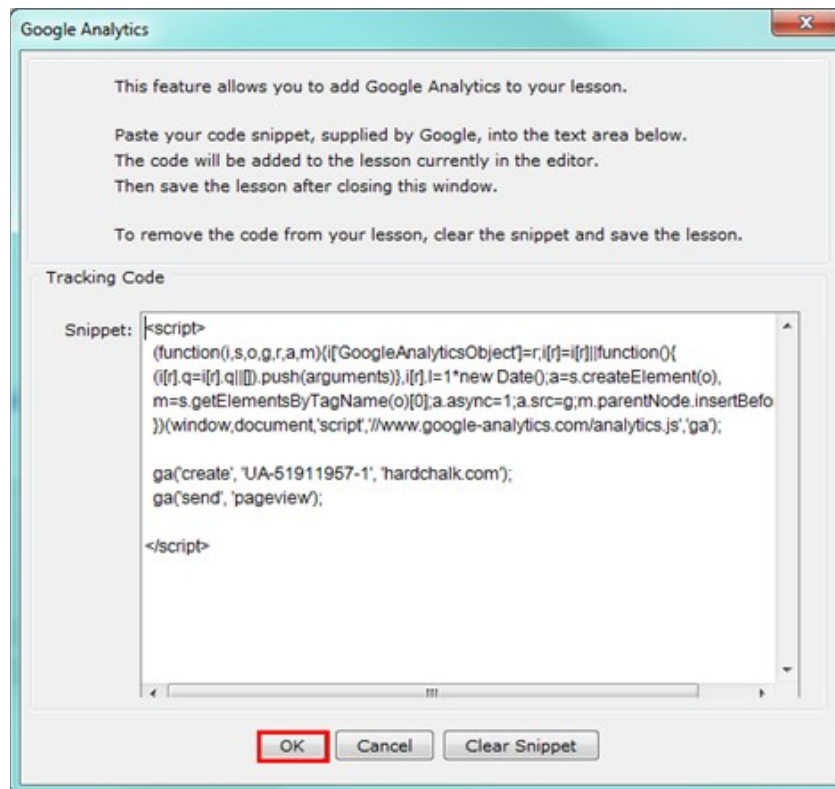 Google Analytics
This feature allows you to add Google Analytics to your lesson.
Paste your code snippet, supplied by Google, into the text area below.
The code will be added to the lesson currently in the editor.
Then save the lesson after closing this window.
To remove the code from your lesson, clear the snippet and save the lesson.
Tracking Code
Snippet: <script>
(function(i,s,o,g,r,a,m){i['GoogleAnalyticsObject']=r;i[r]=i[r]||function(){
(i[r].q=i[r].q||[]).push(arguments)},i[r].l=1*new Date();a=s.createElement(o),
m=s.getElementsByTagName(o)[0];a.async=1;a.src=g;m.parentNode.insertBefo
})(window,document,'script','//www.google-analytics.com/analytics.js','ga');
ga('create', 'UA-51911957-1', 'hardchalk.com');
ga('send', 'pageview');
</script>
OK Cancel Clear Snippet